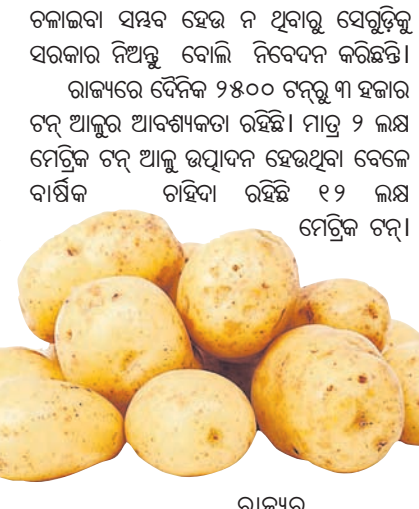 ଚଳାଇବା ସମ୍ଭବ ହେଉ ନ ଥିବାରୁ ସେଗୁଡ଼ିକୁ
ସରକାର ନିଅନ୍ତୁ ବୋଲି ନିବେଦନ କରିଛନ୍ତି।
ରାଜ୍ୟରେ ଦୈନିକ ୨୫୦୦ ଟନ୍‌ରୁ ୩ ହଜାର
ଟନ୍ ଆଳୁର ଆବଶ୍ୟକତା ରହିଛି। ମାତ୍ର ୨ ଲକ୍ଷ
ମେଟ୍ରିକ ଟନ୍ ଆଳୁ ଉତ୍ପାଦନ ହେଉଥିବା ବେଳେ
ବାର୍ଷିକ ଚାହିଦା ରହିଛି ୧୨ ଲକ୍ଷ
ମେଟ୍ରିକ ଟନ୍।